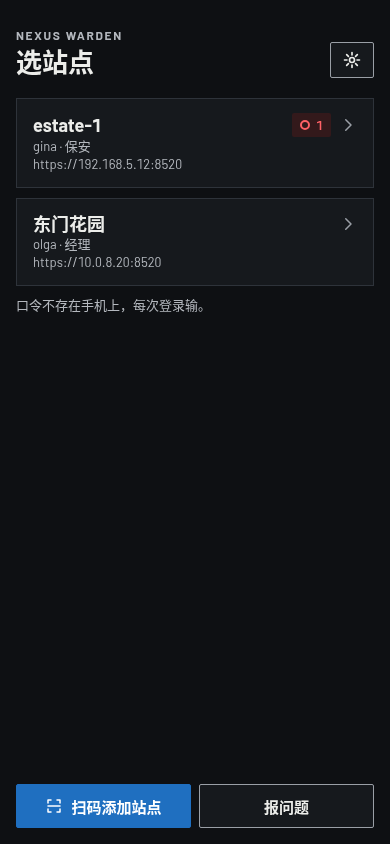 NEXUS WARDEN
选站点
estate-1
1
gina · 保安
https://192.168.5.12:8520
东门花园
olga · 经理
https://10.0.8.20:8520
口令不存在手机上，每次登录输。
扫码添加站点
报问题